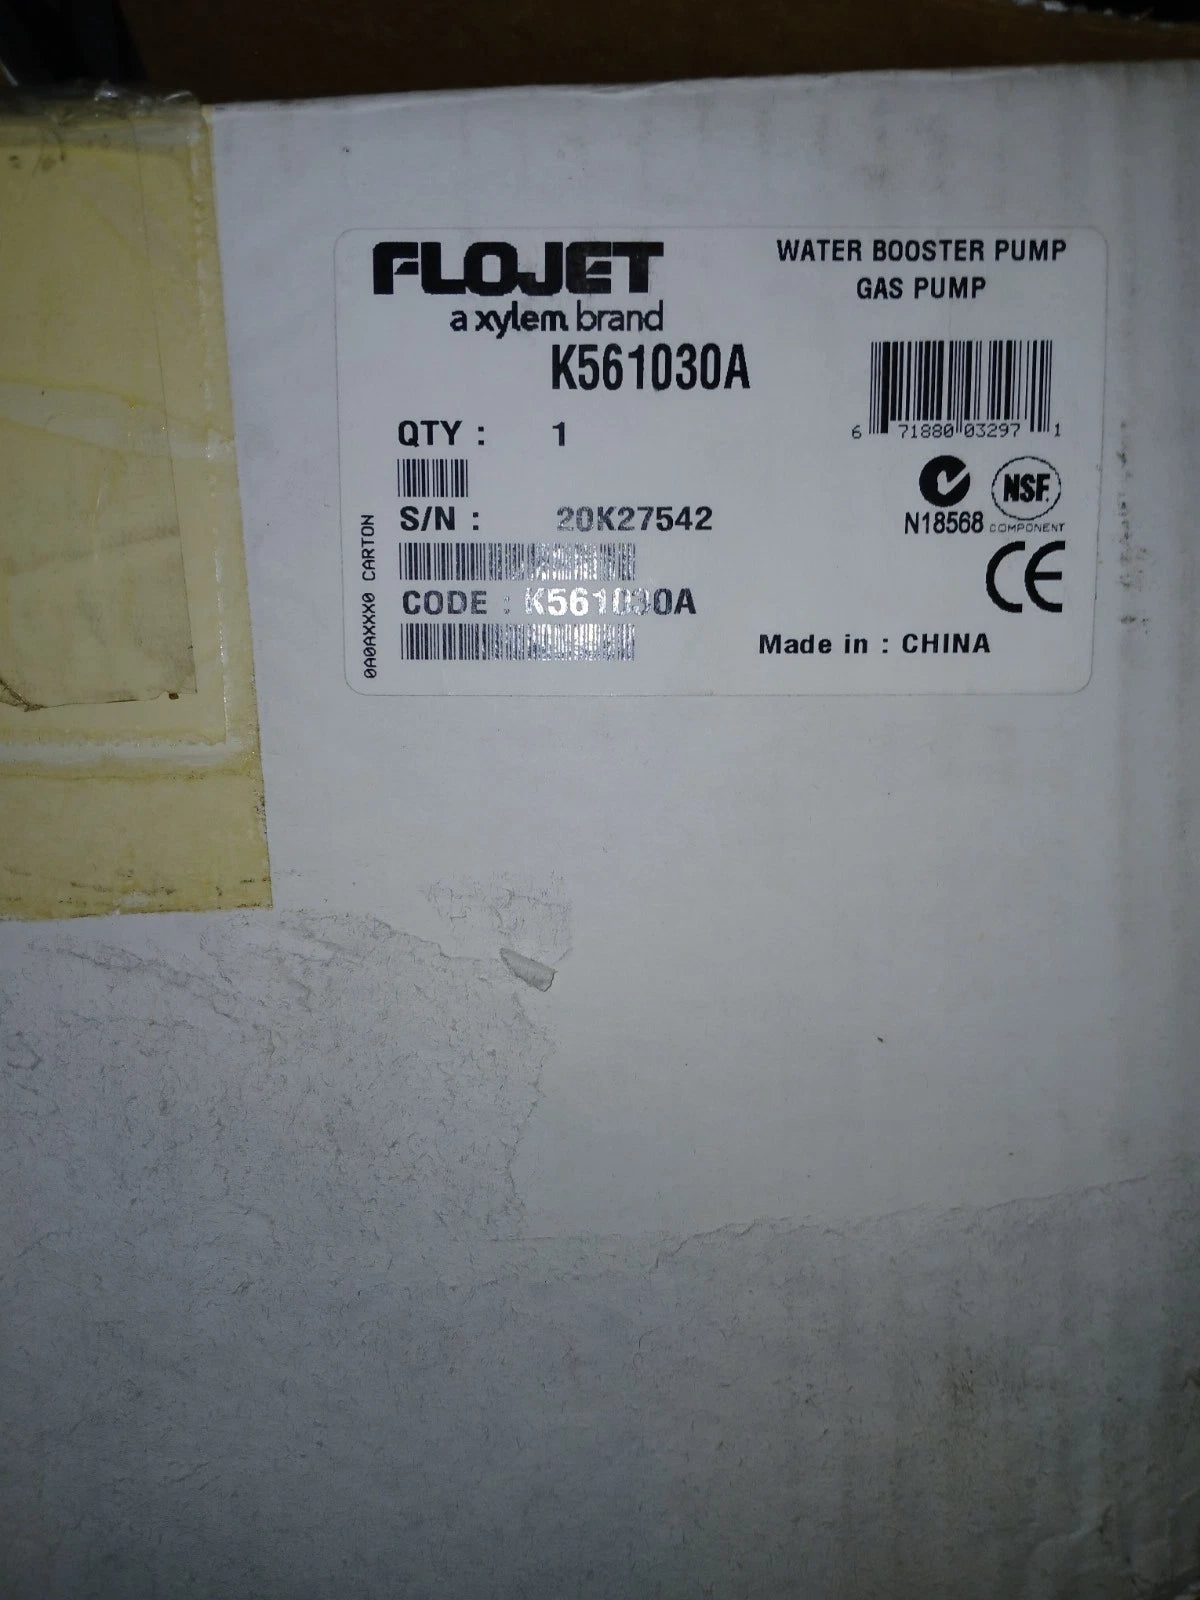 FLOJET
a xylem brand
WATER BOOSTER PUMP
GAS PUMP
K561030A
6 71880 03297 1
QTY : 1
S/N : 20K27542
N18568
NSF.
COMPONENT
CE
CODE : K561030A
Made in : CHINA
0A0AXXX0 CARTON